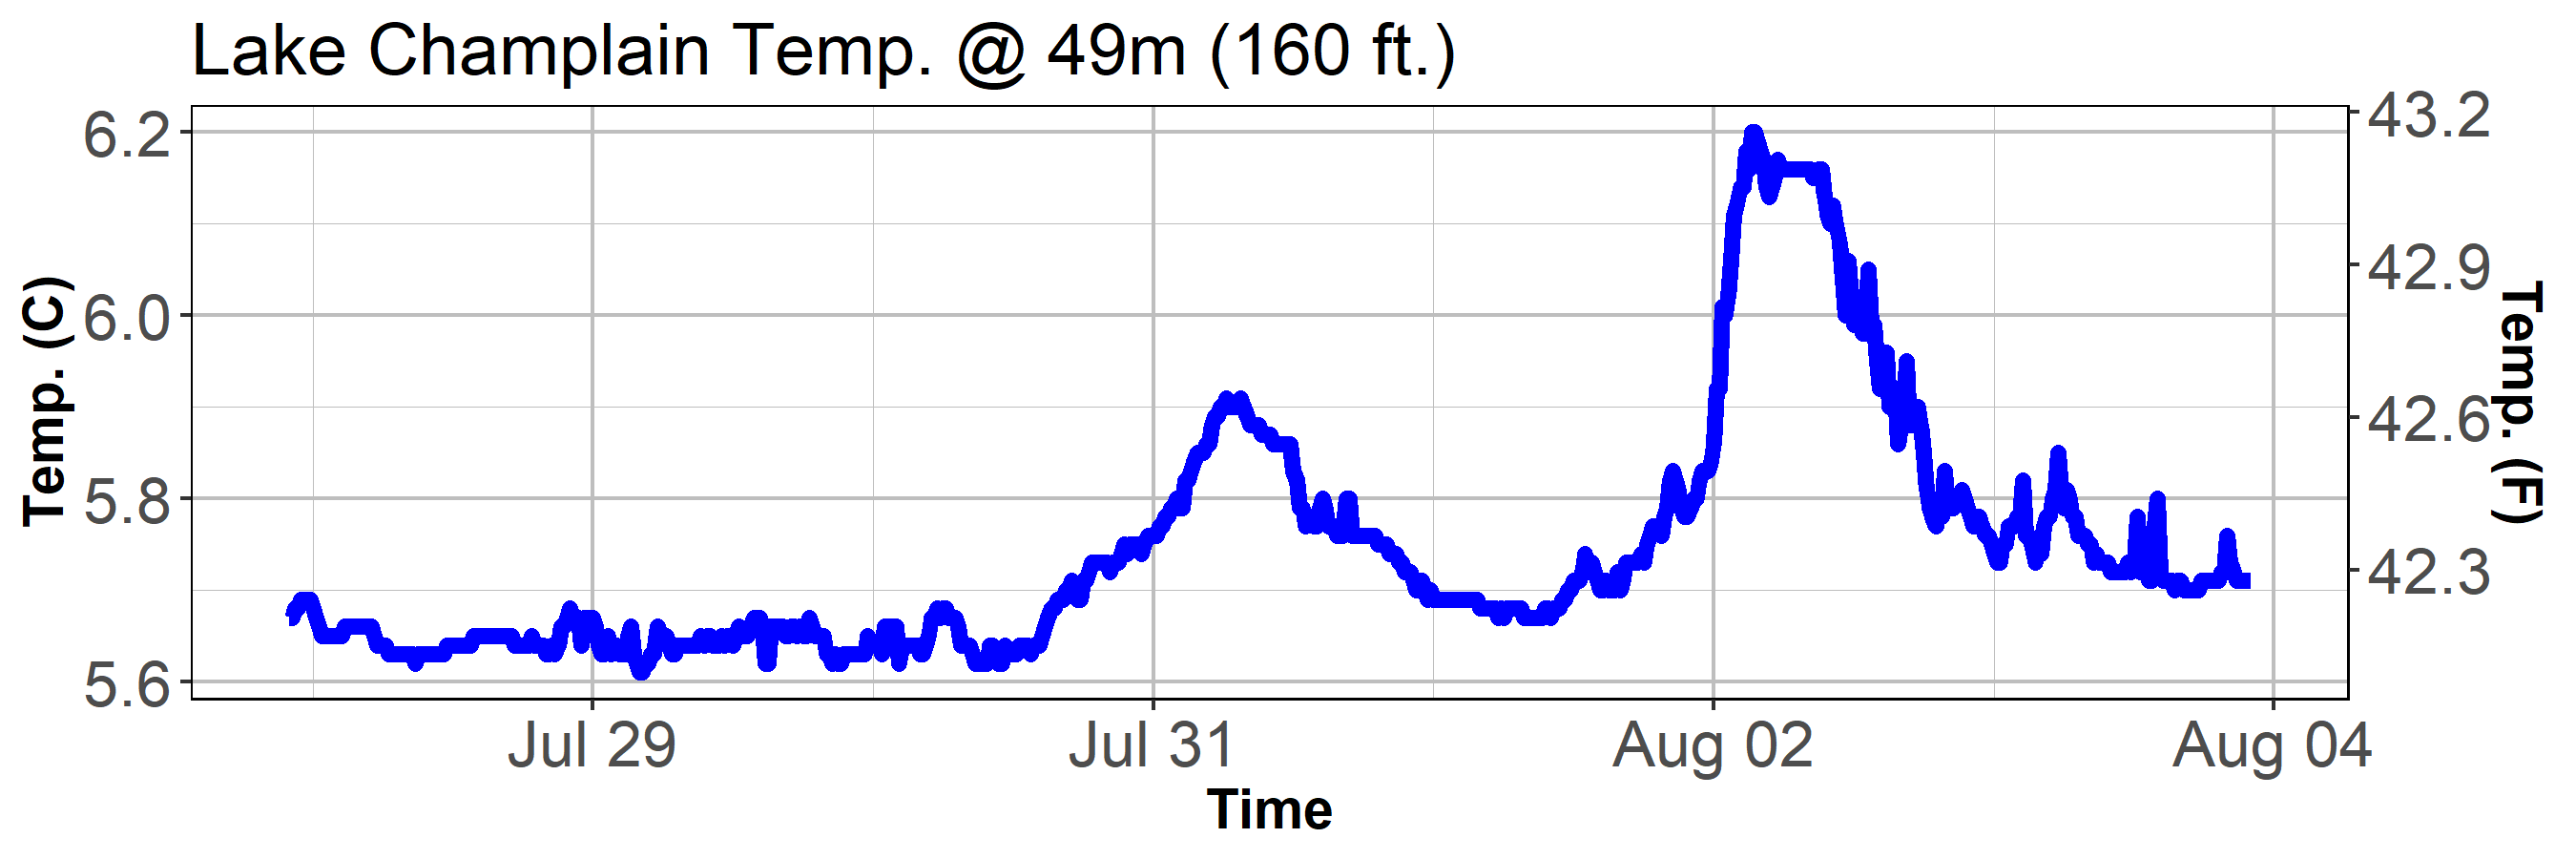 Lake Champlain Temp. @ 49m (160 ft.)
6.2
6.0
5.8
5.6
Temp. (C)
43.2
42.9
42.6
42.3
Temp. (F)
Jul 29 Jul 31 Aug 02 Aug 04
Time